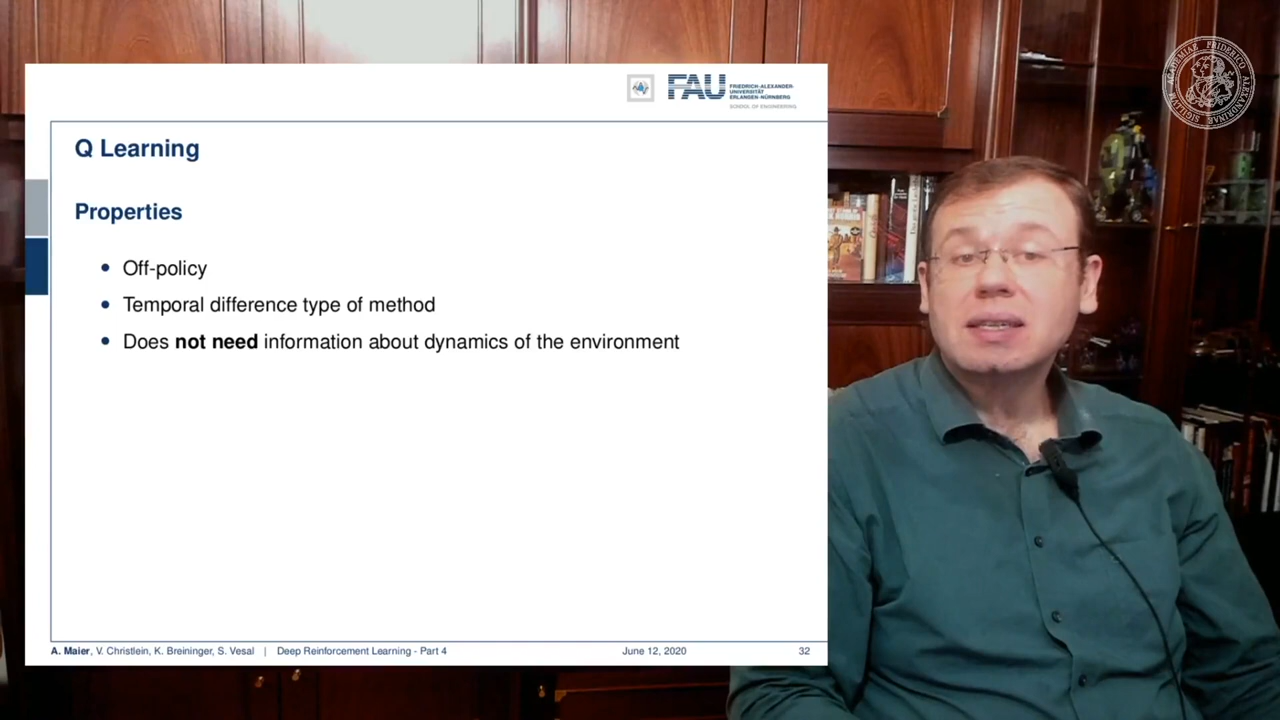 FAU
FRIEDRICH-ALEXANDER-
UNIVERSITÄT
ERLANGEN-NÜRNBERG
SCHOOL OF ENGINEERING
Q Learning
Properties
• Off-policy
• Temporal difference type of method
• Does not need information about dynamics of the environment
A. Maier, V. Christlein, K. Breininger, S. Vesal | Deep Reinforcement Learning - Part 4 June 12, 2020 32